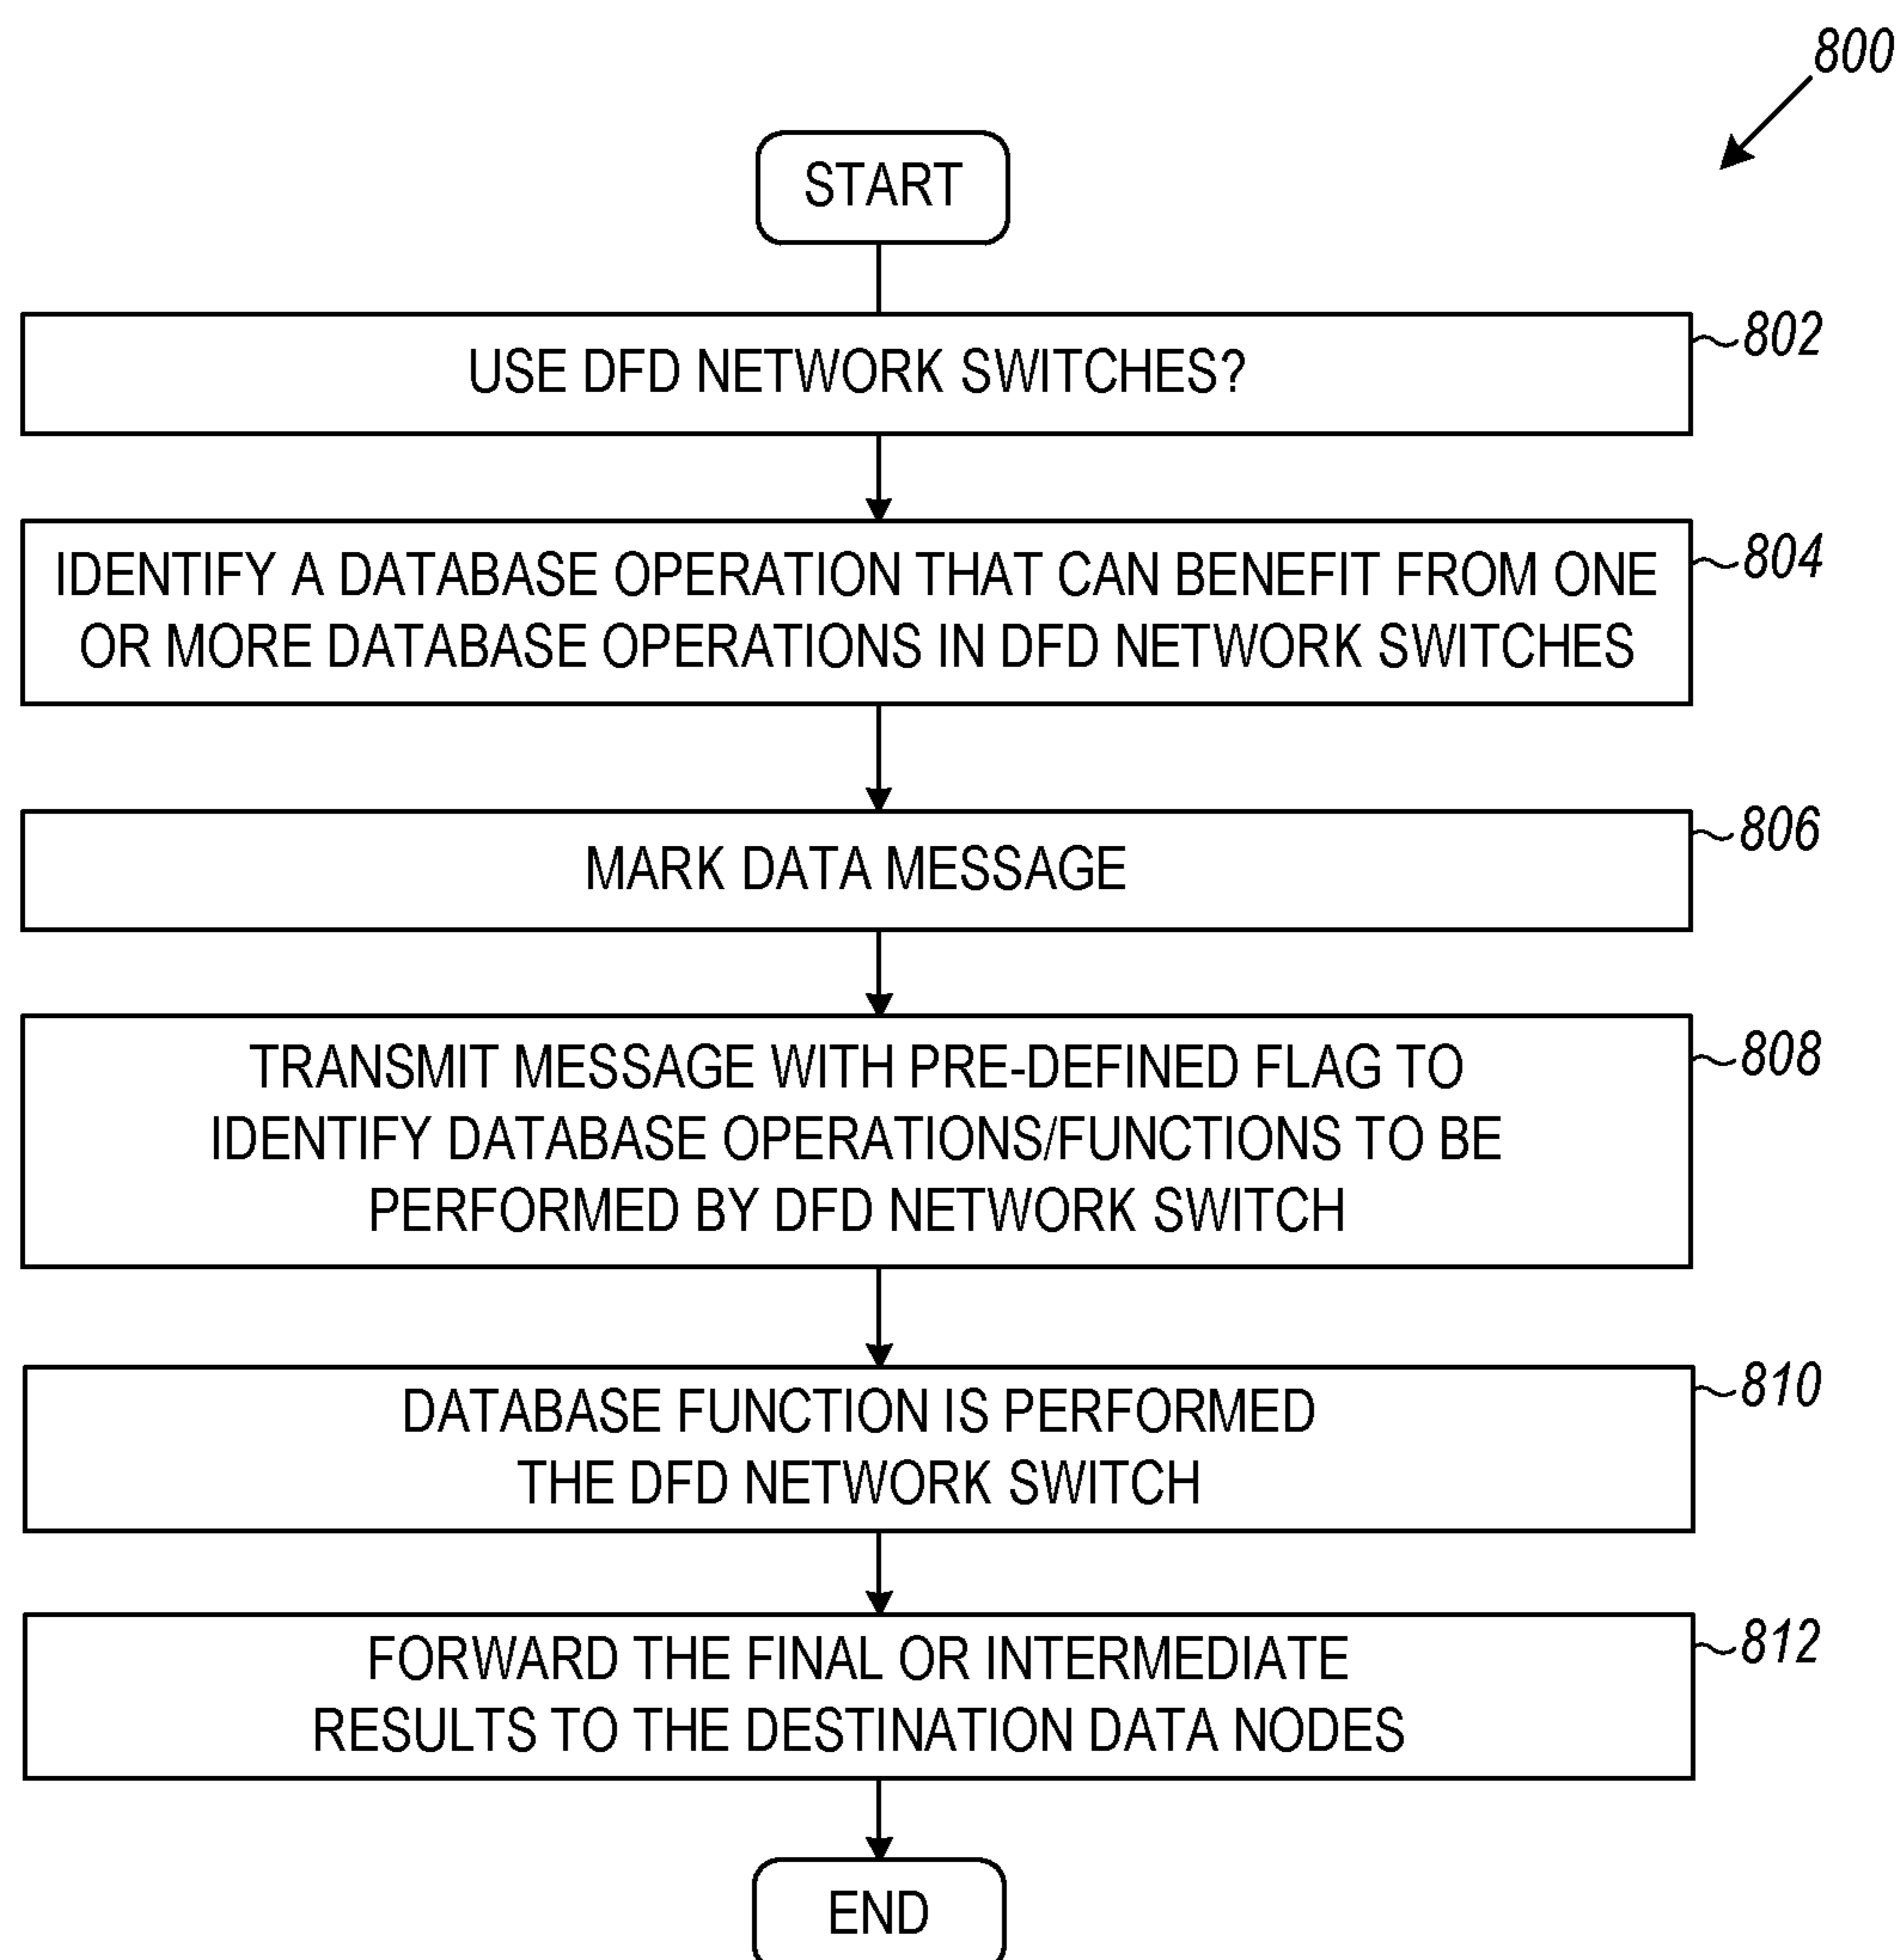 800
START
USE DFD NETWORK SWITCHES?
802
IDENTIFY A DATABASE OPERATION THAT CAN BENEFIT FROM ONE
OR MORE DATABASE OPERATIONS IN DFD NETWORK SWITCHES
804
MARK DATA MESSAGE
806
TRANSMIT MESSAGE WITH PRE-DEFINED FLAG TO
IDENTIFY DATABASE OPERATIONS/FUNCTIONS TO BE
PERFORMED BY DFD NETWORK SWITCH
808
DATABASE FUNCTION IS PERFORMED
THE DFD NETWORK SWITCH
810
FORWARD THE FINAL OR INTERMEDIATE
RESULTS TO THE DESTINATION DATA NODES
812
END